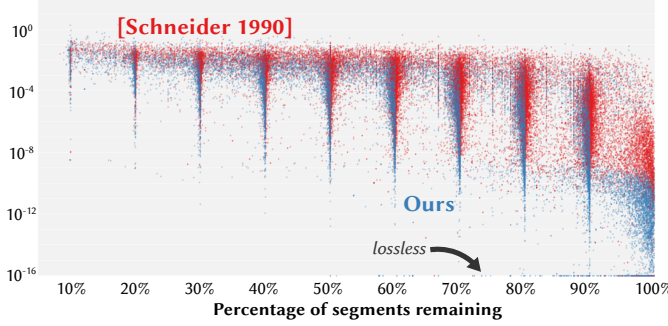 [Schneider 1990]
10^0
10^-4
10^-8
10^-12
10^-16
Ours
lossless
10% 20% 30% 40% 50% 60% 70% 80% 90% 100%
Percentage of segments remaining